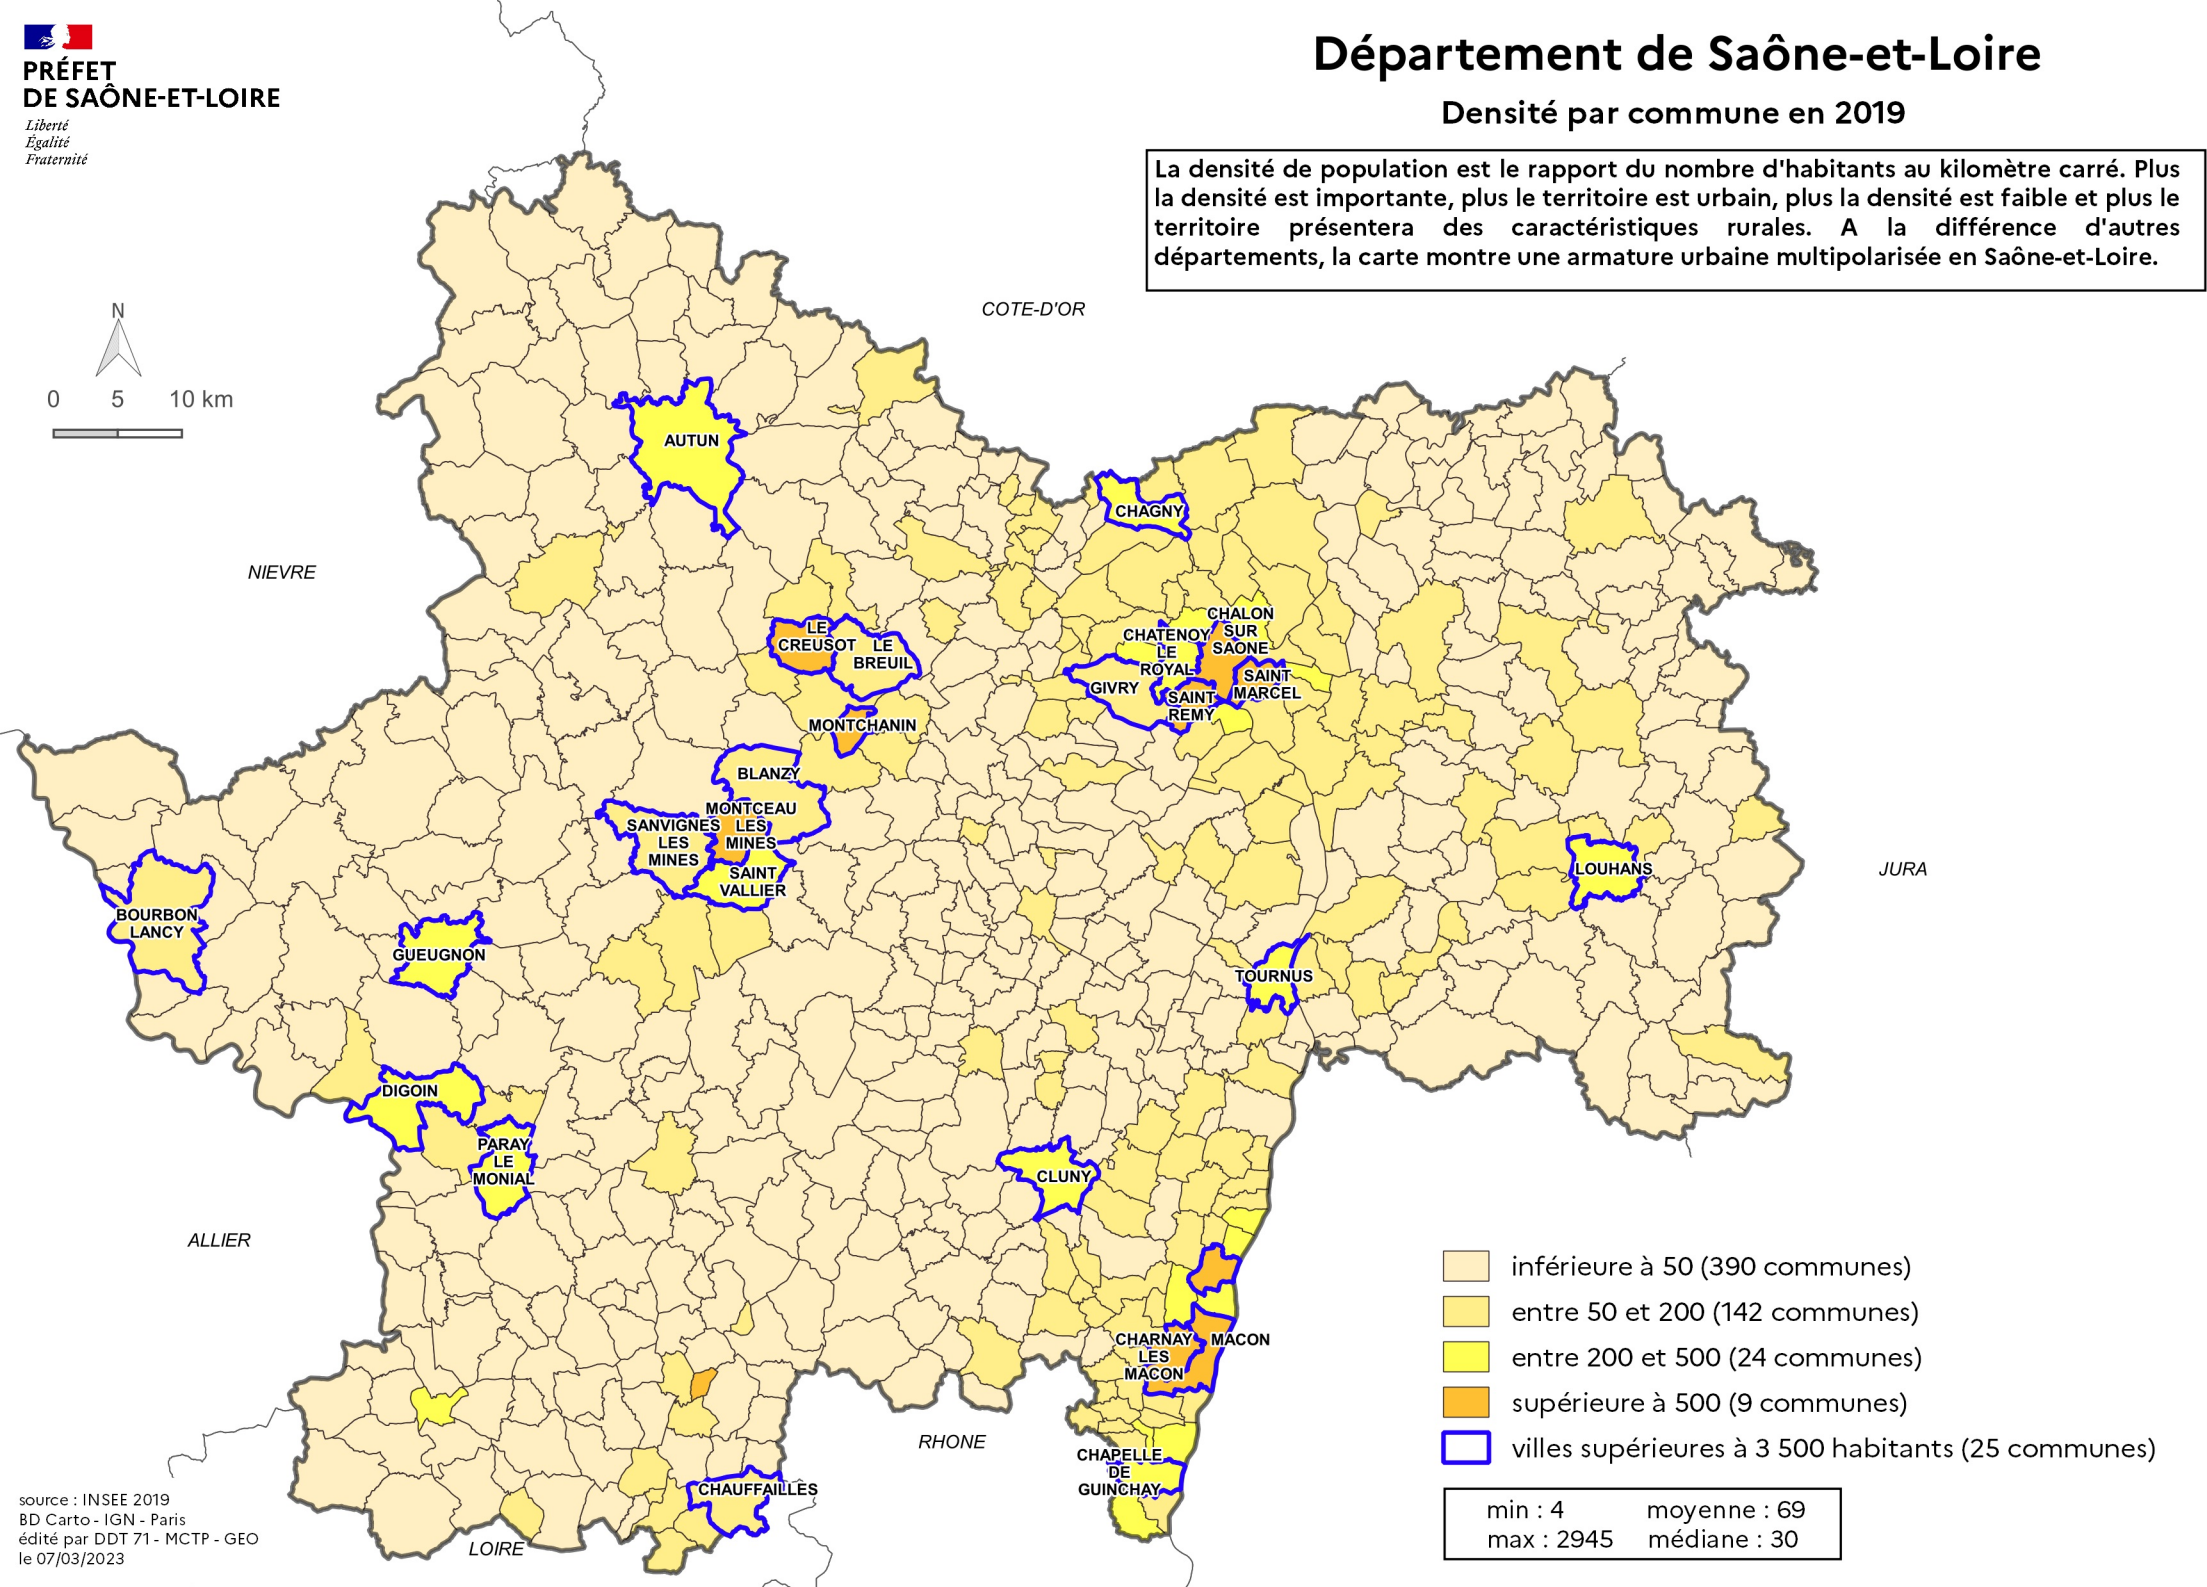 PRÉFET
DE SAÔNE-ET-LOIRE
Liberté
Égalité
Fraternité
Département de Saône-et-Loire
Densité par commune en 2019
La densité de population est le rapport du nombre d'habitants au kilomètre carré. Plus
la densité est importante, plus le territoire est urbain, plus la densité est faible et plus le
territoire présentera des caractéristiques rurales. A la différence d'autres
départements, la carte montre une armature urbaine multipolarisée en Saône-et-Loire.
N
0 5 10 km
COTE-D'OR
NIEVRE
JURA
ALLIER
RHONE
LOIRE
AUTUN
CHAGNY
LE
CREUSOT
LE
BREUIL
CHALON
SUR
SAONE
CHATENOY
LE
ROYAL
GIVRY
SAINT
MARCEL
SAINT
REMY
MONTCHANIN
BLANZY
MONTCEAU
LES
MINES
SANVIGNES
LES
MINES
SAINT
VALLIER
LOUHANS
BOURBON
LANCY
GUEUGNON
TOURNUS
DIGOIN
PARAY
LE
MONIAL
CLUNY
CHARNAY
LES
MACON
MACON
CHAPELLE
DE
GUINCHAY
CHAUFFAILLES
inférieure à 50 (390 communes)
entre 50 et 200 (142 communes)
entre 200 et 500 (24 communes)
supérieure à 500 (9 communes)
villes supérieures à 3 500 habitants (25 communes)
min : 4 moyenne : 69
max : 2945 médiane : 30
source : INSEE 2019
BD Carto - IGN - Paris
édité par DDT 71 - MCTP - GEO
le 07/03/2023